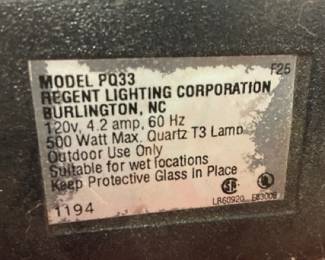 MODEL PQ33 F25
REGENT LIGHTING CORPORATION
BURLINGTON, NC
120v, 4.2 amp, 60 Hz
500 Watt Max, Quartz T3 Lamp
Outdoor Use Only
Suitable for wet locations
Keep Protective Glass In Place
1194 LR60920